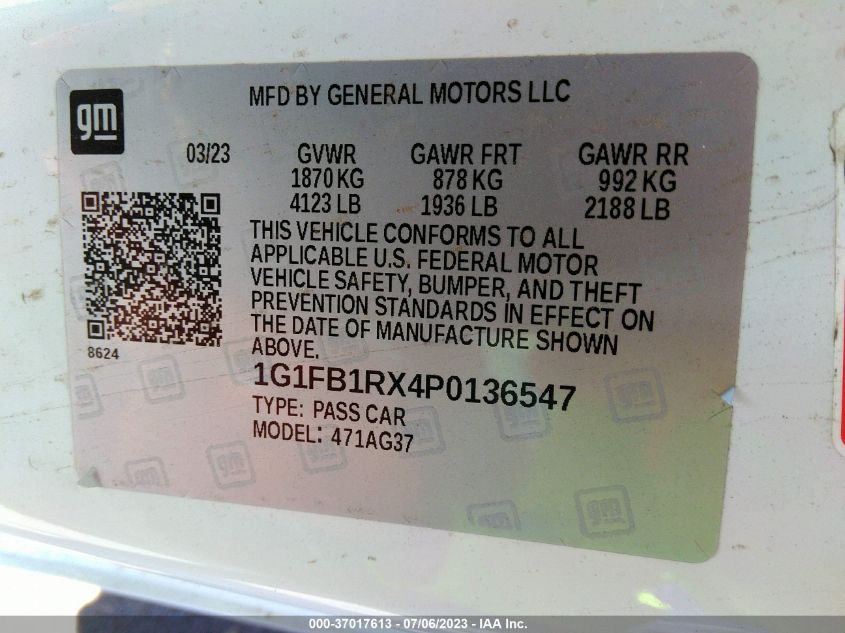 gm
MFD BY GENERAL MOTORS LLC
03/23 GVWR GAWR FRT GAWR RR
1870 KG 878 KG 992 KG
4123 LB 1936 LB 2188 LB
THIS VEHICLE CONFORMS TO ALL
APPLICABLE U.S. FEDERAL MOTOR
VEHICLE SAFETY, BUMPER, AND THEFT
PREVENTION STANDARDS IN EFFECT ON
THE DATE OF MANUFACTURE SHOWN
ABOVE.
8624
1G1FB1RX4P0136547
TYPE: PASS CAR
MODEL: 471AG37
000-37017613 - 07/06/2023 - IAA Inc.